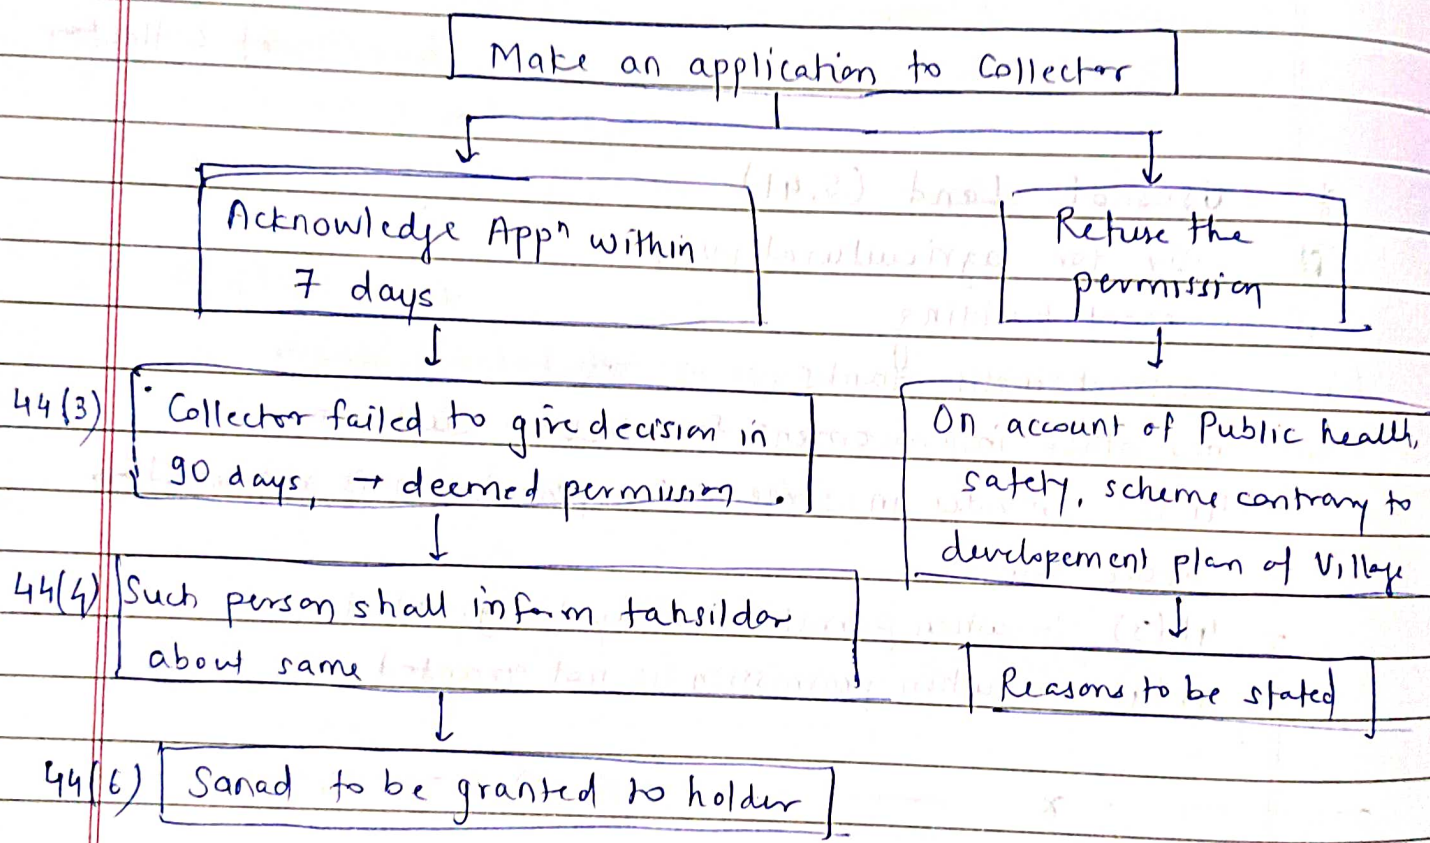 Make an application to Collector
Acknowledge Appⁿ within
7 days
Refuse the
permission
44(3)
Collector failed to give decision in
90 days, → deemed permission.
On account of Public health,
safety, scheme contrary to
developement plan of Village
44(4)
Such person shall inform tahsildar
about same
Reasons to be stated
44(6)
Sanad to be granted to holder